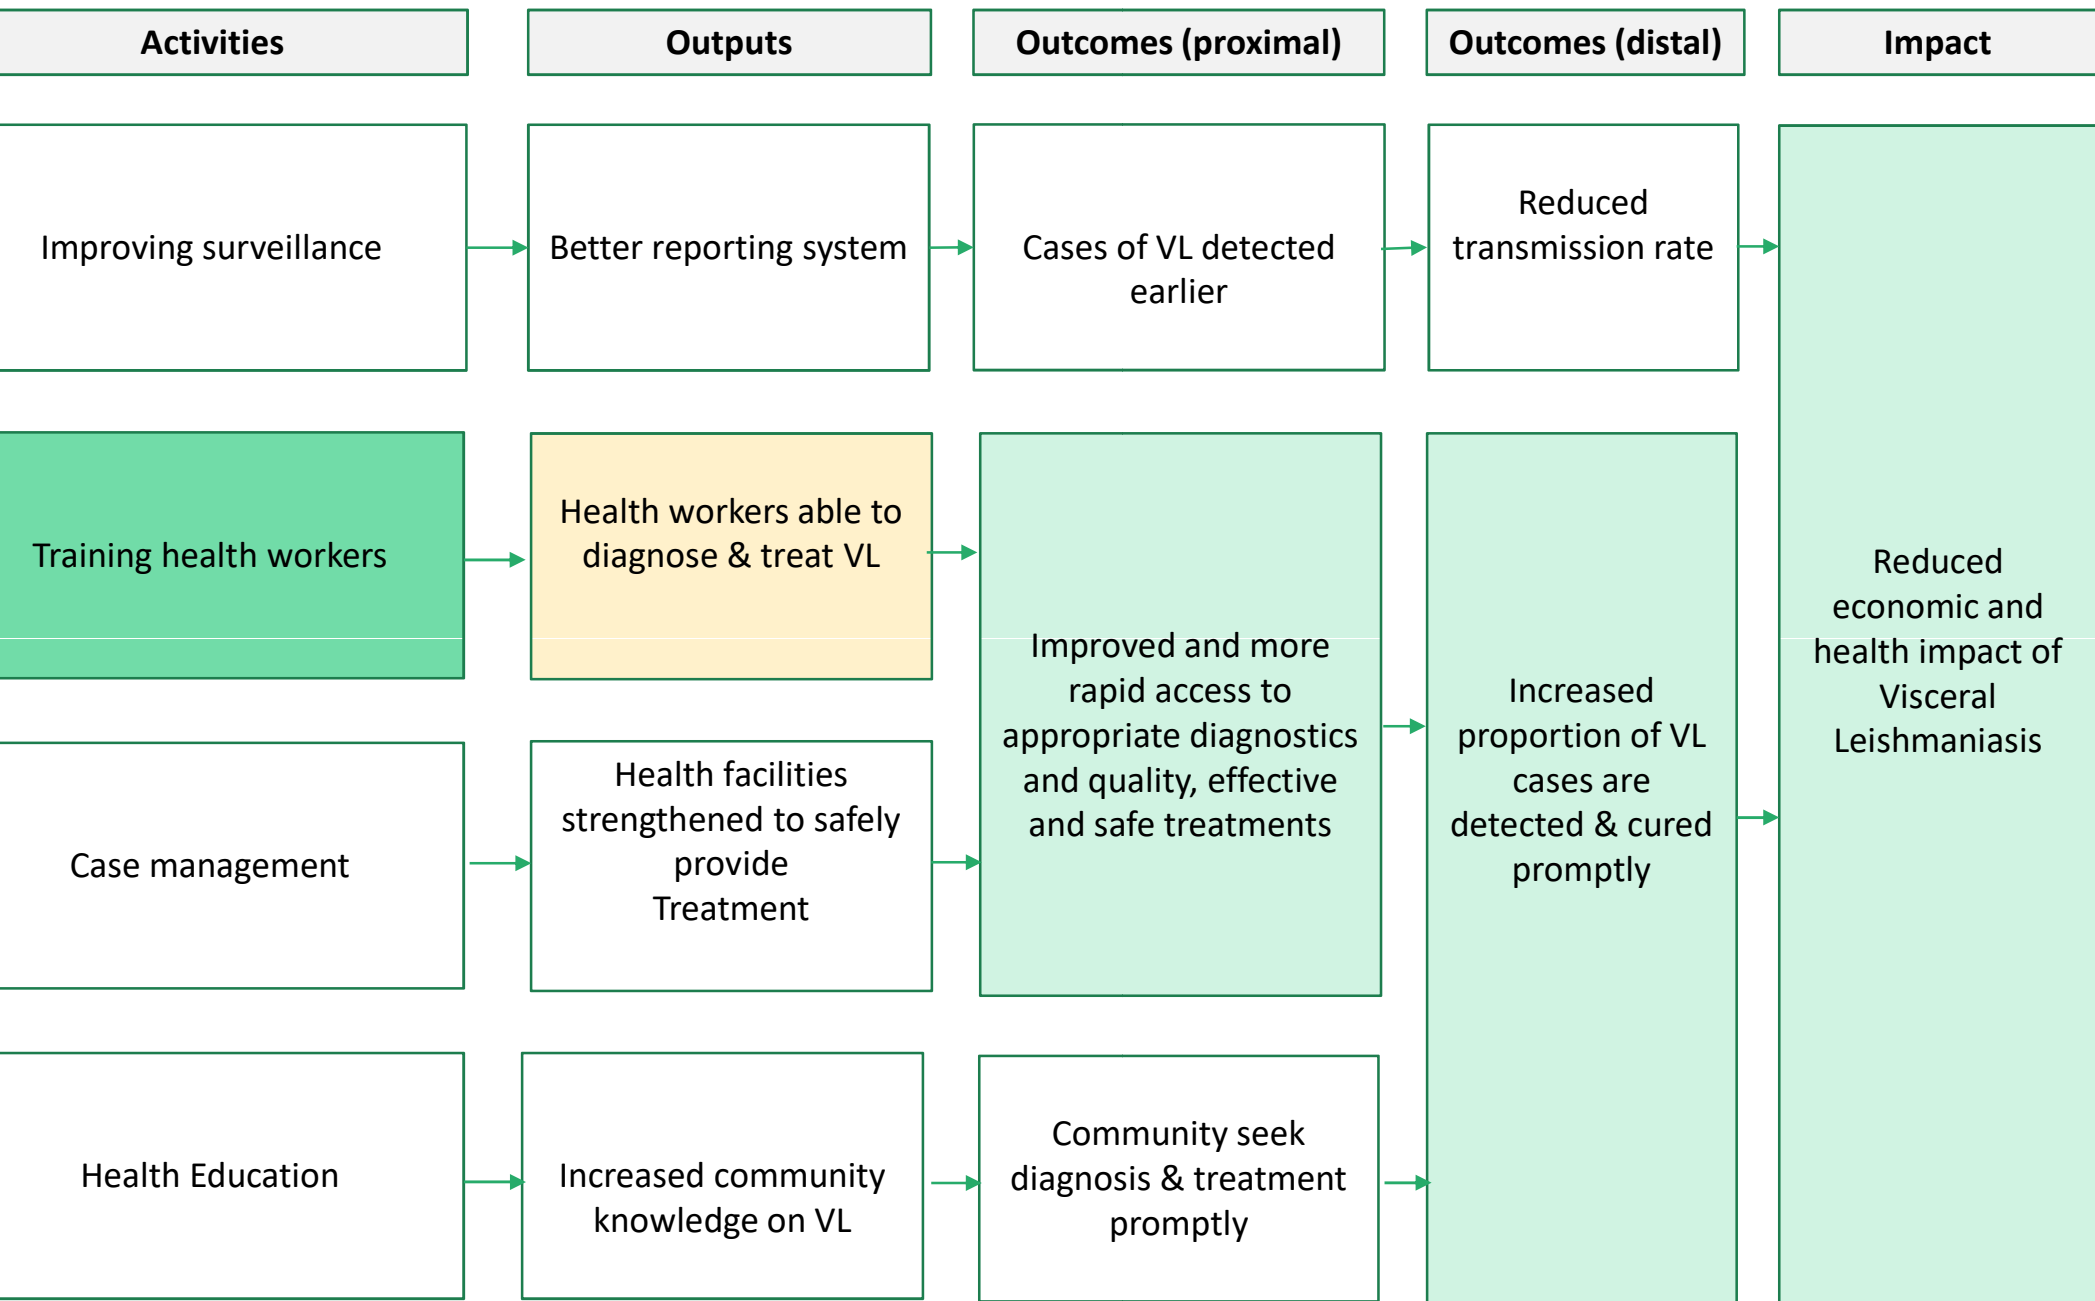 Activities
Outputs
Outcomes (proximal)
Outcomes (distal)
Impact
Improving surveillance
Better reporting system
Cases of VL detected
earlier
Reduced
transmission rate
Training health workers
Health workers able to
diagnose & treat VL
Improved and more
rapid access to
appropriate diagnostics
and quality, effective
and safe treatments
Increased
proportion of VL
cases are
detected & cured
promptly
Reduced
economic and
health impact of
Visceral
Leishmaniasis
Case management
Health facilities
strengthened to safely
provide
Treatment
Health Education
Increased community
knowledge on VL
Community seek
diagnosis & treatment
promptly